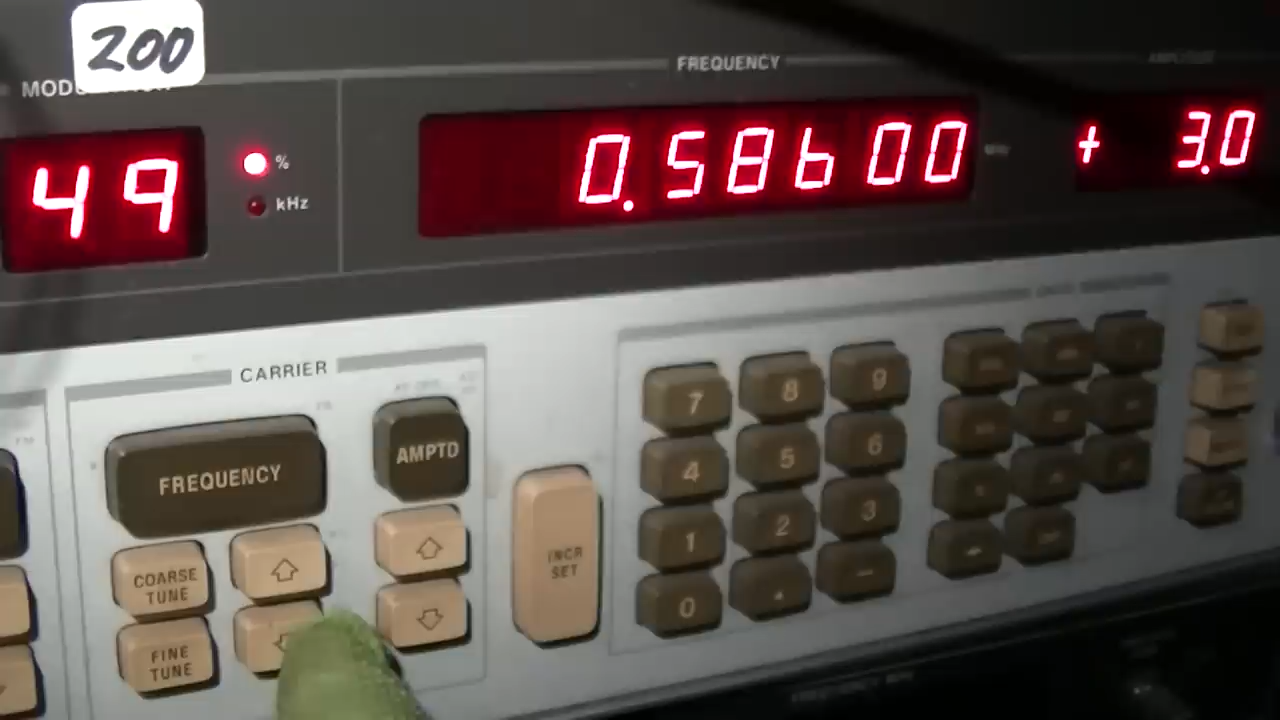 200
MODULATION
FREQUENCY
49
%
kHz
0.58600
+ 3.0
CARRIER
FREQUENCY
AMPTD
COARSE TUNE
FINE TUNE
INCR SET
7 8 9
4 5 6
1 2 3
0 . -